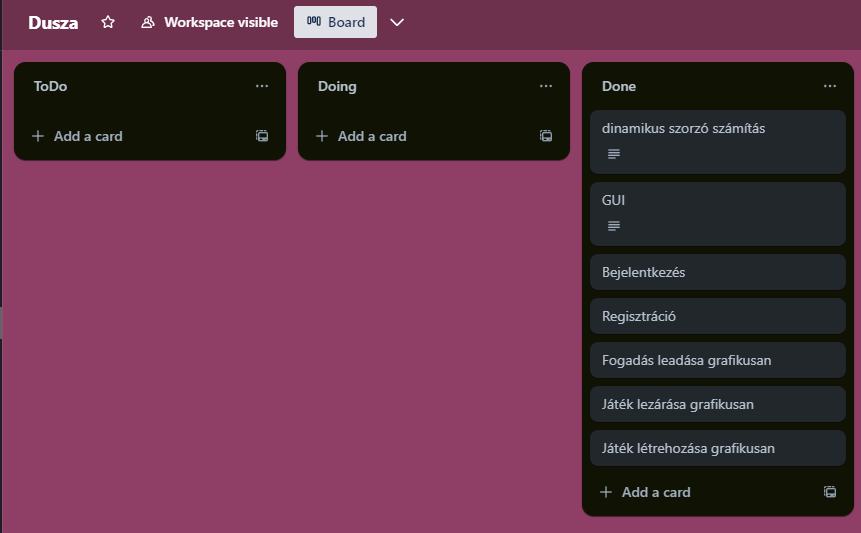 Dusza
Workspace visible
Board
ToDo
Add a card
Doing
Add a card
Done
dinamikus szorzó számítás
GUI
Bejelentkezés
Regisztráció
Fogadás leadása grafikusan
Játék lezárása grafikusan
Játék létrehozása grafikusan
Add a card